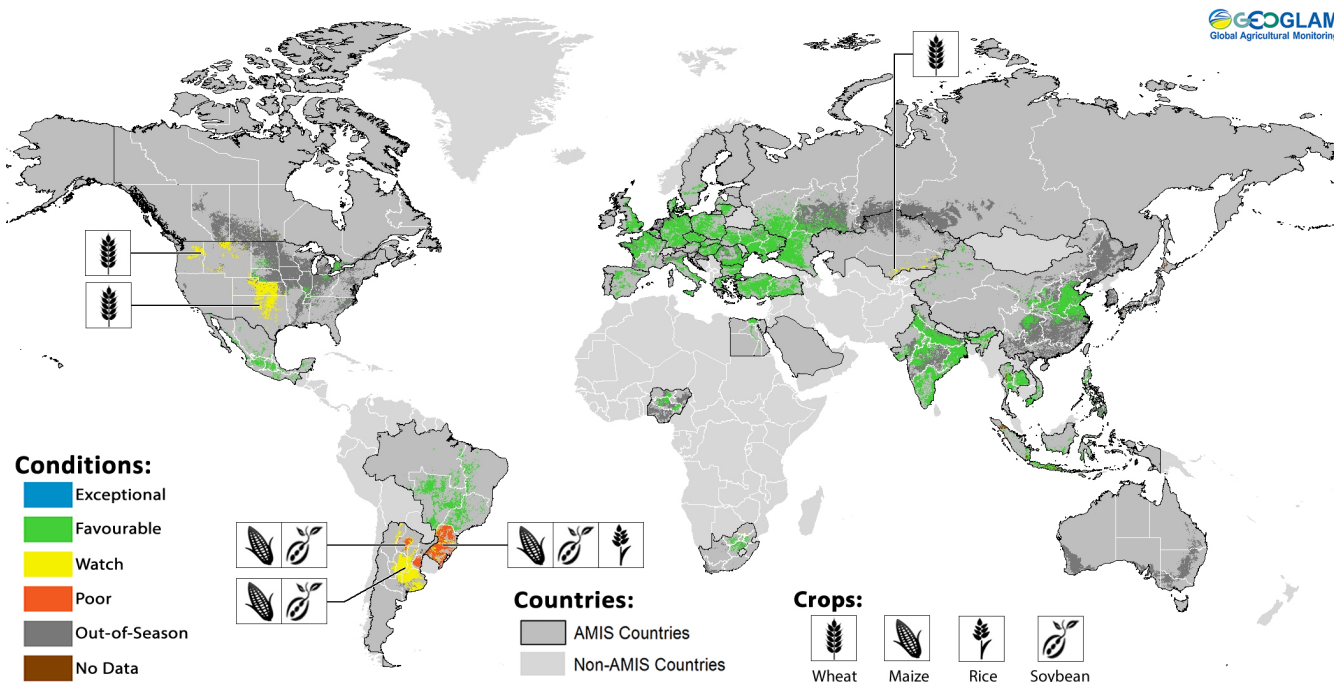 GEOGLAM
Global Agricultural Monitoring
Conditions:
Exceptional
Favourable
Watch
Poor
Out-of-Season
No Data
Countries:
AMIS Countries
Non-AMIS Countries
Crops:
Wheat
Maize
Rice
Soybean